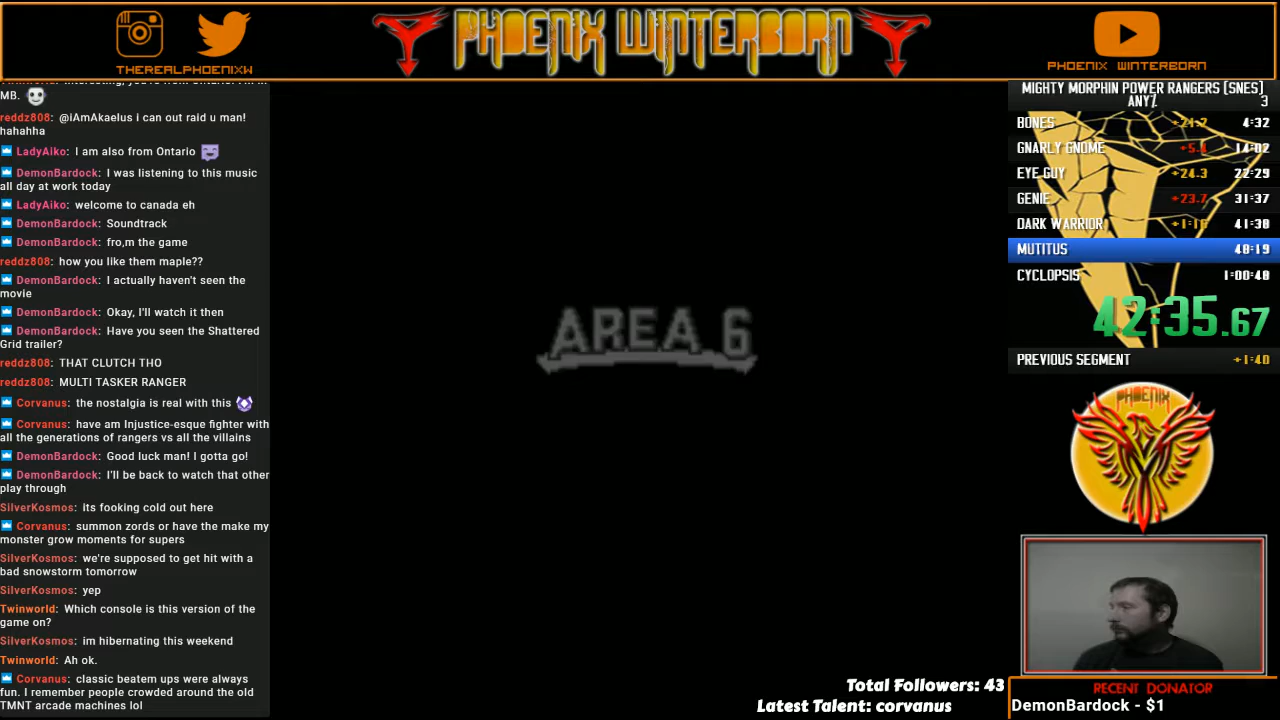 THEREALPHOENIXW
PHOENIX WINTERBORN
PHOENIX WINTERBORN
MB.
reddz808: @iAmAkaelus i can out raid u man!
hahahha
LadyAiko: I am also from Ontario
DemonBardock: I was listening to this music
all day at work today
LadyAiko: welcome to canada eh
DemonBardock: Soundtrack
DemonBardock: fro,m the game
reddz808: how you like them maple??
DemonBardock: I actually haven't seen the
movie
DemonBardock: Okay, I'll watch it then
DemonBardock: Have you seen the Shattered
Grid trailer?
reddz808: THAT CLUTCH THO
reddz808: MULTI TASKER RANGER
Corvanus: the nostalgia is real with this
Corvanus: have am Injustice-esque fighter with
all the generations of rangers vs all the villains
DemonBardock: Good luck man! I gotta go!
DemonBardock: I'll be back to watch that other
play through
SilverKosmos: its fooking cold out here
Corvanus: summon zords or have the make my
monster grow moments for supers
SilverKosmos: we're supposed to get hit with a
bad snowstorm tomorrow
SilverKosmos: yep
Twinworld: Which console is this version of the
game on?
SilverKosmos: im hibernating this weekend
Twinworld: Ah ok.
Corvanus: classic beatem ups were always
fun. I remember people crowded around the old
TMNT arcade machines lol
AREA 6
MIGHTY MORPHIN POWER RANGERS [SNES]
ANY% 3
BONES +21.2 4:32
GNARLY GNOME 14:02
EYE GUY +24.3 22:29
GENIE +23.7 31:37
DARK WARRIOR 41:38
MUTITUS 48:19
CYCLOPSIS 1:00:48
42:35.67
PREVIOUS SEGMENT +1:40
PHOENIX
Total Followers: 43
Latest Talent: corvanus
RECENT DONATOR
DemonBardock - $1